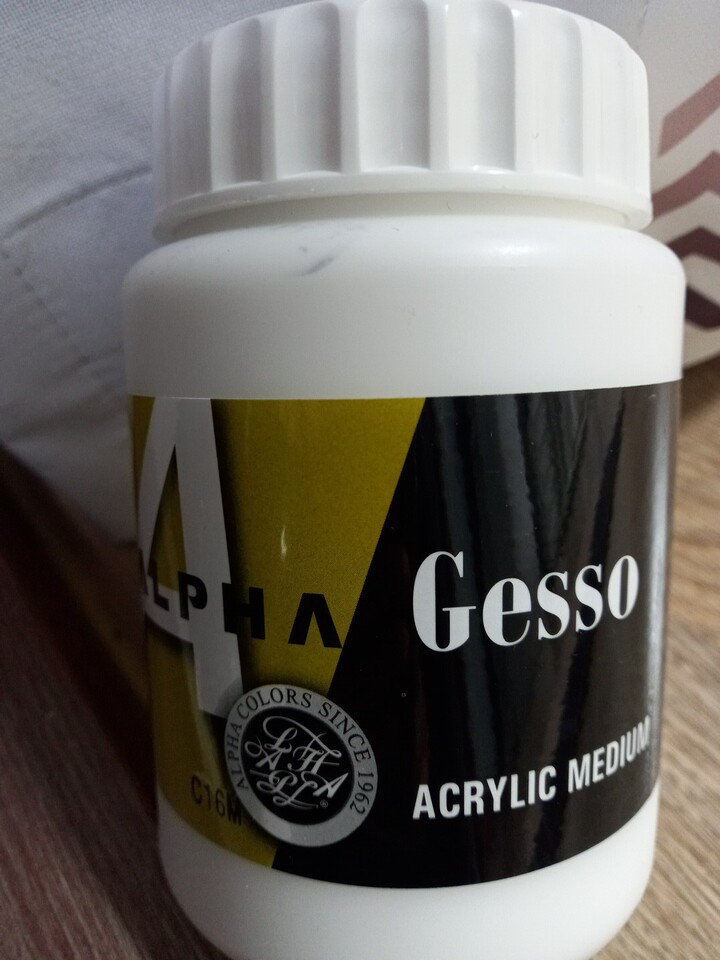 ALPHA
Gesso
ALPHA COLORS SINCE 1962
ACRYLIC MEDIUM
C16M